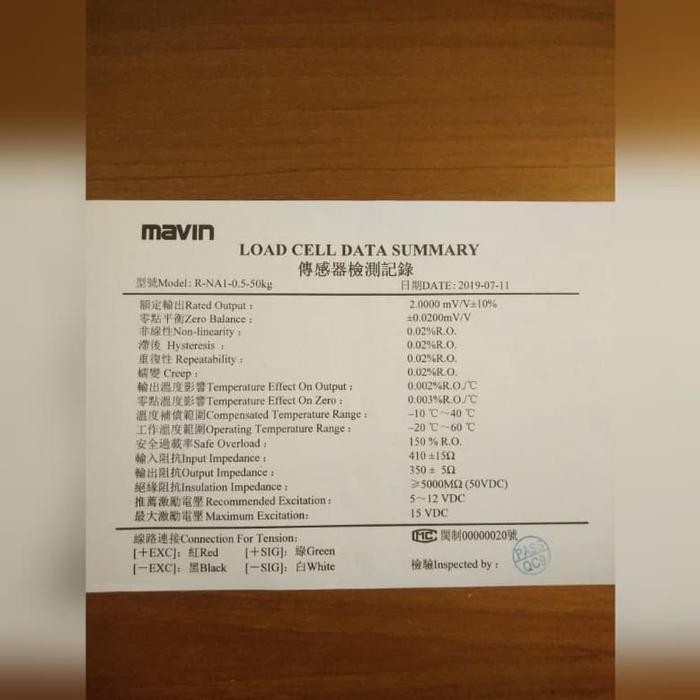 mavin
LOAD CELL DATA SUMMARY
傳感器檢測記錄
型號Model: R-NA1-0.5-50kg 日期DATE: 2019-07-11
額定輸出Rated Output : 2.0000 mV/V±10%
零點平衡Zero Balance : ±0.0200mV/V
非線性Non-linearity : 0.02%R.O.
滯後 Hysteresis : 0.02%R.O.
重復性 Repeatability : 0.02%R.O.
蠕變 Creep : 0.02%R.O.
輸出溫度影響Temperature Effect On Output : 0.002%R.O./℃
零點溫度影響Temperature Effect On Zero : 0.003%R.O./℃
溫度補償範圍Compensated Temperature Range : −10 ℃~40 ℃
工作溫度範圍Operating Temperature Range : −20 ℃~60 ℃
安全過載率Safe Overload : 150 % R.O.
輸入阻抗Input Impedance : 410 ±15Ω
輸出阻抗Output Impedance : 350 ± 5Ω
絕緣阻抗Insulation Impedance : ≥5000MΩ (50VDC)
推薦激勵電壓 Recommended Excitation : 5~12 VDC
最大激勵電壓 Maximum Excitation: 15 VDC
線路連接Connection For Tension: MC 閩制00000020號
[+EXC]: 紅Red [+SIG]: 綠Green
[−EXC]: 黑Black [−SIG]: 白White 檢驗Inspected by : PASS QC9